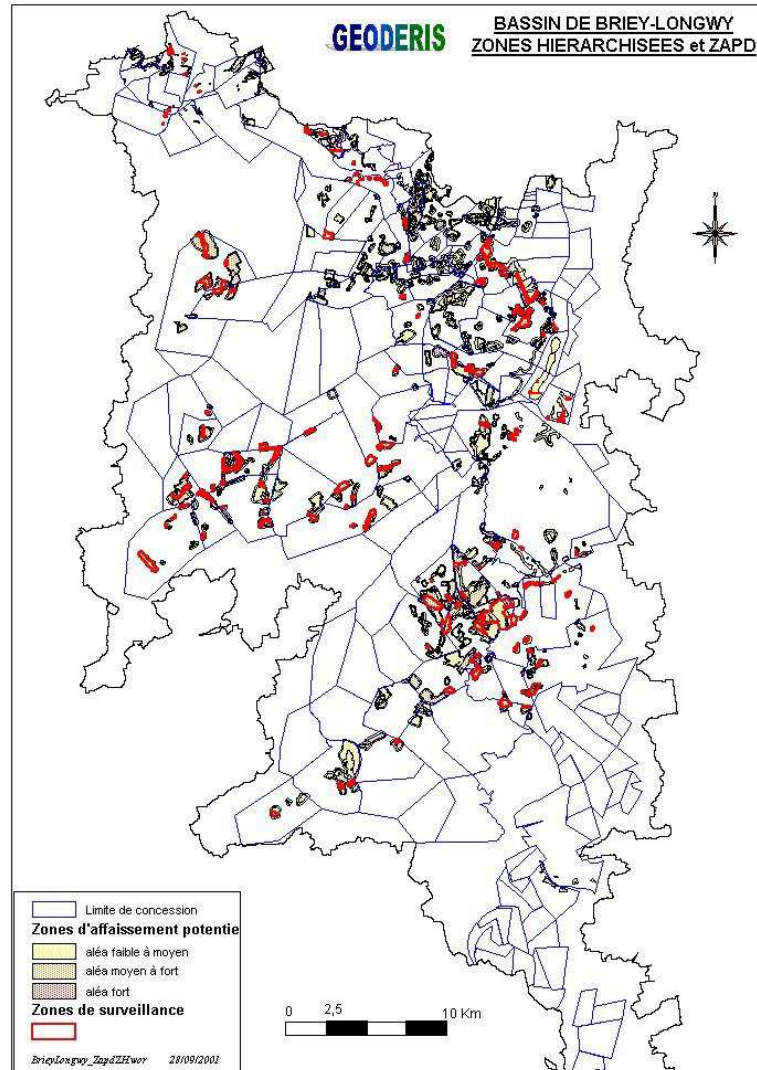 GEODERIS
BASSIN DE BRIEY-LONGWY
ZONES HIERARCHISEES et ZAPD
N
Limite de concession
Zones d'affaissement potentie
aléa faible à moyen
aléa moyen à fort
aléa fort
Zones de surveillance
0 2,5 10 Km
BrieyLongwy_ZapdZHwor 28/09/2001